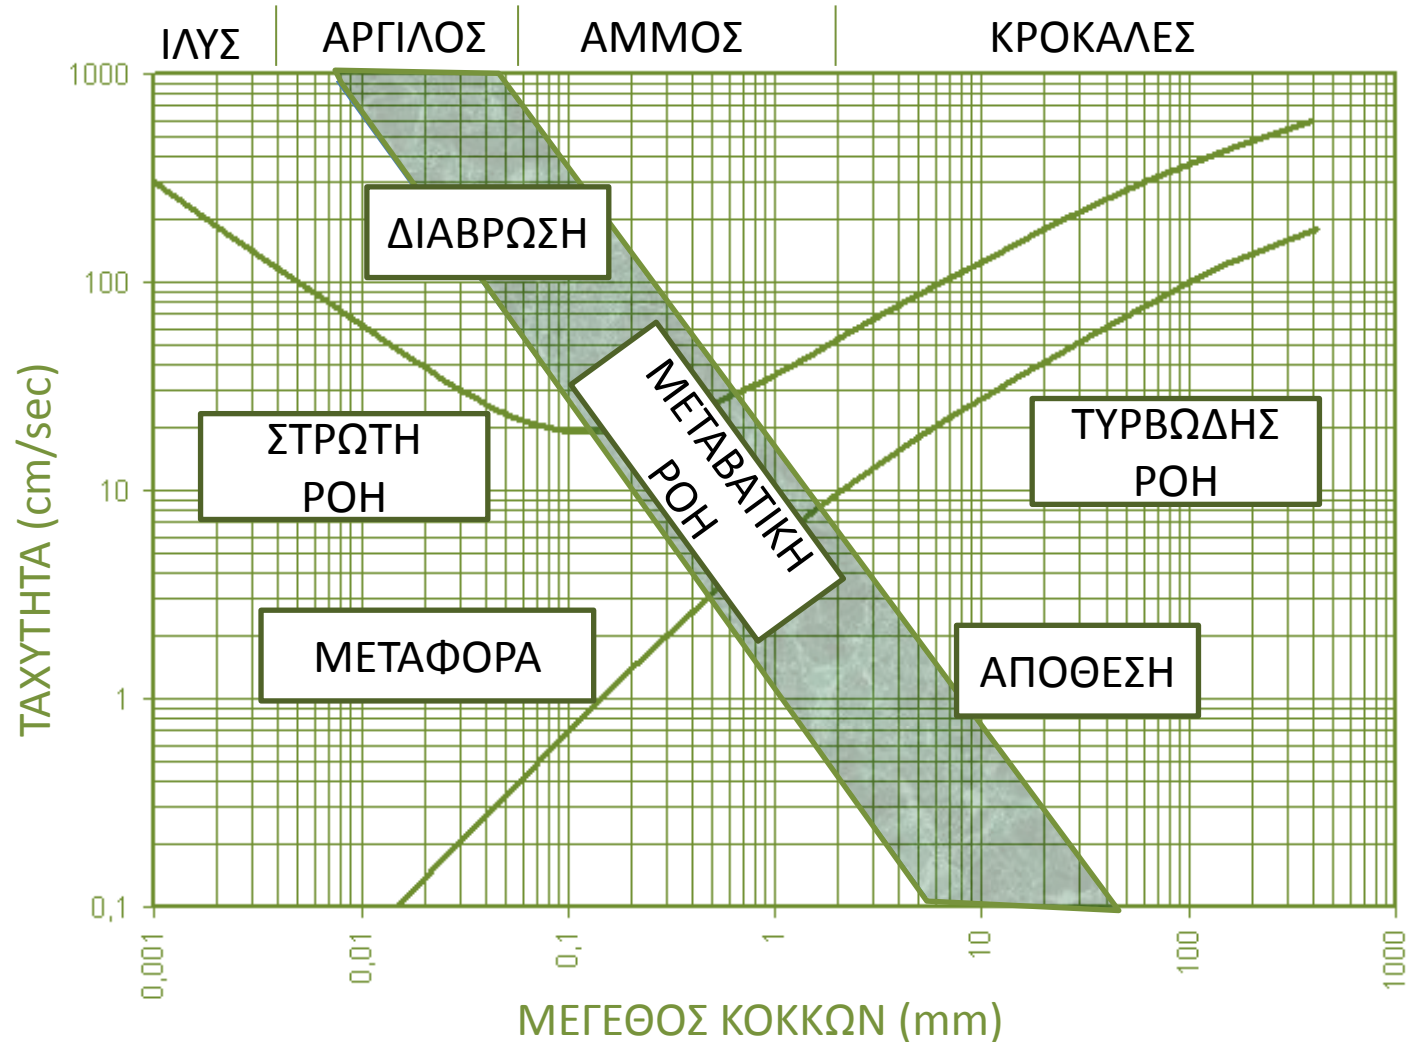 ΙΛΥΣ ΑΡΓΙΛΟΣ ΑΜΜΟΣ ΚΡΟΚΑΛΕΣ
1000
100
10
1
0,1
ΤΑΧΥΤΗΤΑ (cm/sec)
ΔΙΑΒΡΩΣΗ
ΜΕΤΑΒΑΤΙΚΗ
ΡΟΗ
ΣΤΡΩΤΗ
ΡΟΗ
ΤΥΡΒΩΔΗΣ
ΡΟΗ
ΜΕΤΑΦΟΡΑ
ΑΠΟΘΕΣΗ
0,001 0,01 0,1 1 10 100 1000
ΜΕΓΕΘΟΣ ΚΟΚΚΩΝ (mm)